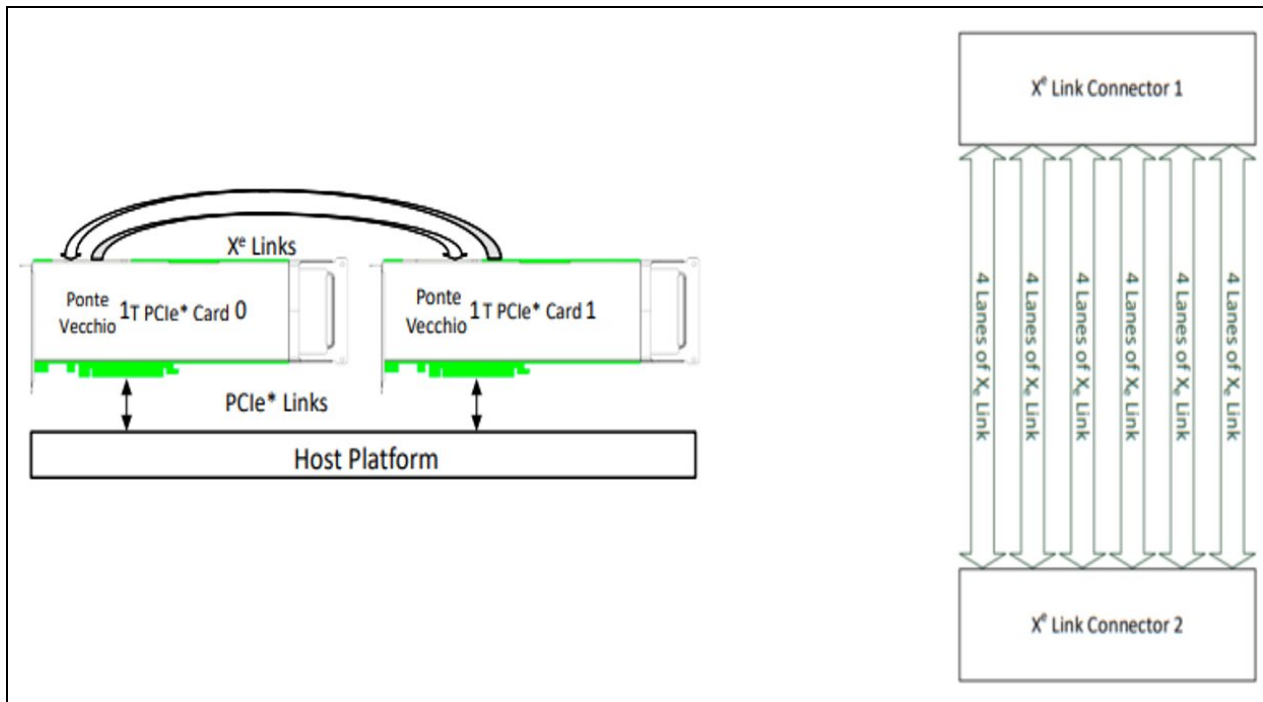 Xᵉ Links
Ponte
Vecchio 1T PCIe* Card 0
Ponte
Vecchio 1T PCIe* Card 1
PCIe* Links
Host Platform
Xᵉ Link Connector 1
4 Lanes of Xₑ Link
4 Lanes of Xₑ Link
4 Lanes of Xₑ Link
4 Lanes of Xₑ Link
4 Lanes of Xₑ Link
4 Lanes of Xₑ Link
Xᵉ Link Connector 2